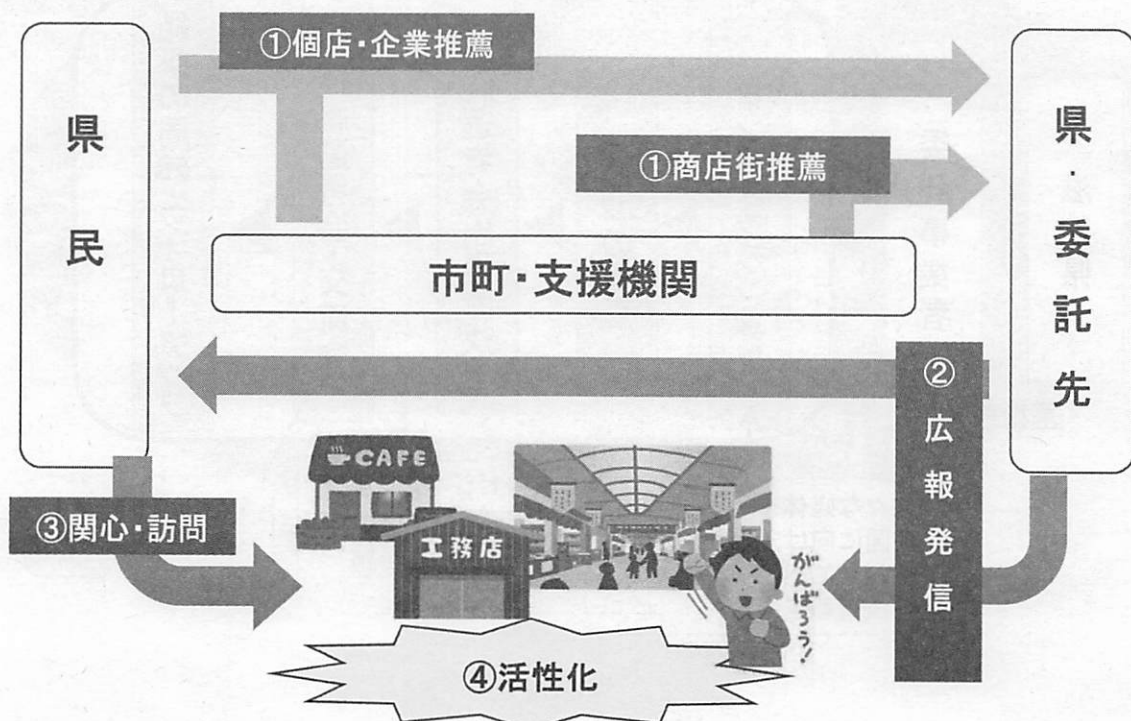 ①個店・企業推薦
県民
①商店街推薦
県・委託先
市町・支援機関
②広報発信
CAFE
工務店
③関心・訪問
がんばろう!
④活性化